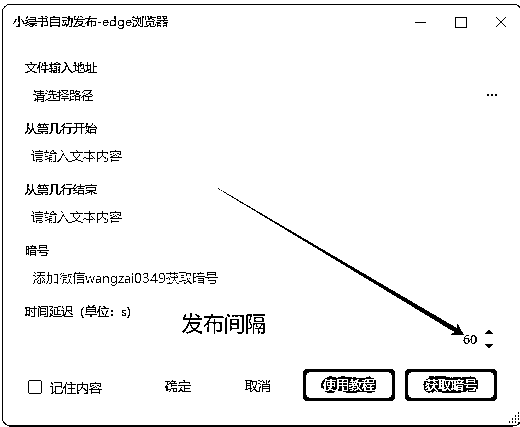 小绿书自动发布-edge浏览器
文件输入地址
请选择路径
...
从第几行开始
请输入文本内容
从第几行结束
请输入文本内容
暗号
添加微信wangzai0349获取暗号
时间延迟（单位：s）
发布间隔
60
记住内容
确定
取消
使用教程
获取暗号